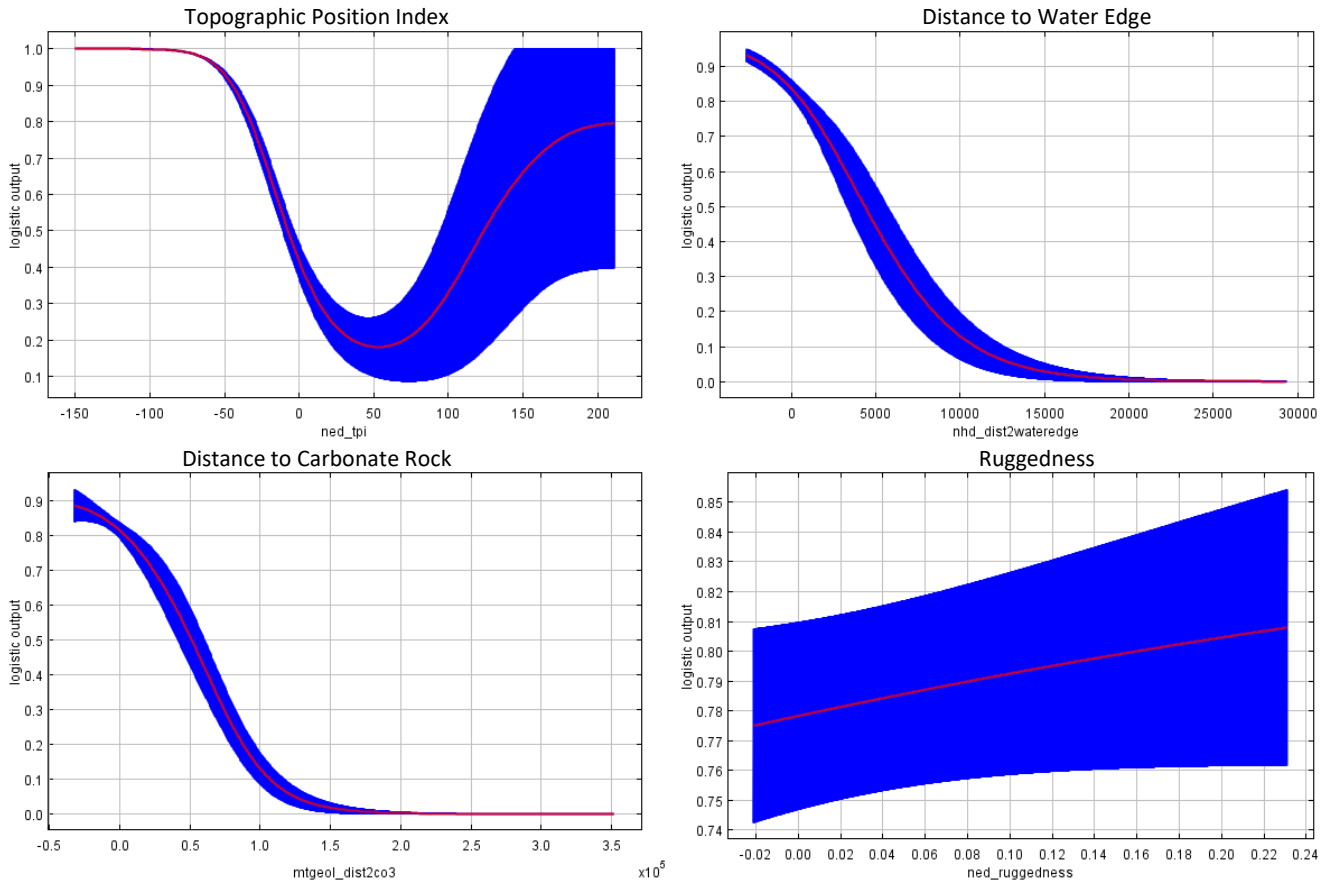 Topographic Position Index
1.0
0.9
0.8
0.7
0.6
0.5
0.4
0.3
0.2
0.1
logistic output
-150 -100 -50 0 50 100 150 200
ned_tpi
Distance to Water Edge
0.9
0.8
0.7
0.6
0.5
0.4
0.3
0.2
0.1
0.0
logistic output
0 5000 10000 15000 20000 25000 30000
nhd_dist2wateredge
Distance to Carbonate Rock
0.9
0.8
0.7
0.6
0.5
0.4
0.3
0.2
0.1
0.0
logistic output
-0.5 0.0 0.5 1.0 1.5 2.0 2.5 3.0 3.5
mtgeol_dist2co3
x10⁵
Ruggedness
0.85
0.84
0.83
0.82
0.81
0.80
0.79
0.78
0.77
0.76
0.75
0.74
logistic output
-0.02 0.00 0.02 0.04 0.06 0.08 0.10 0.12 0.14 0.16 0.18 0.20 0.22 0.24
ned_ruggedness